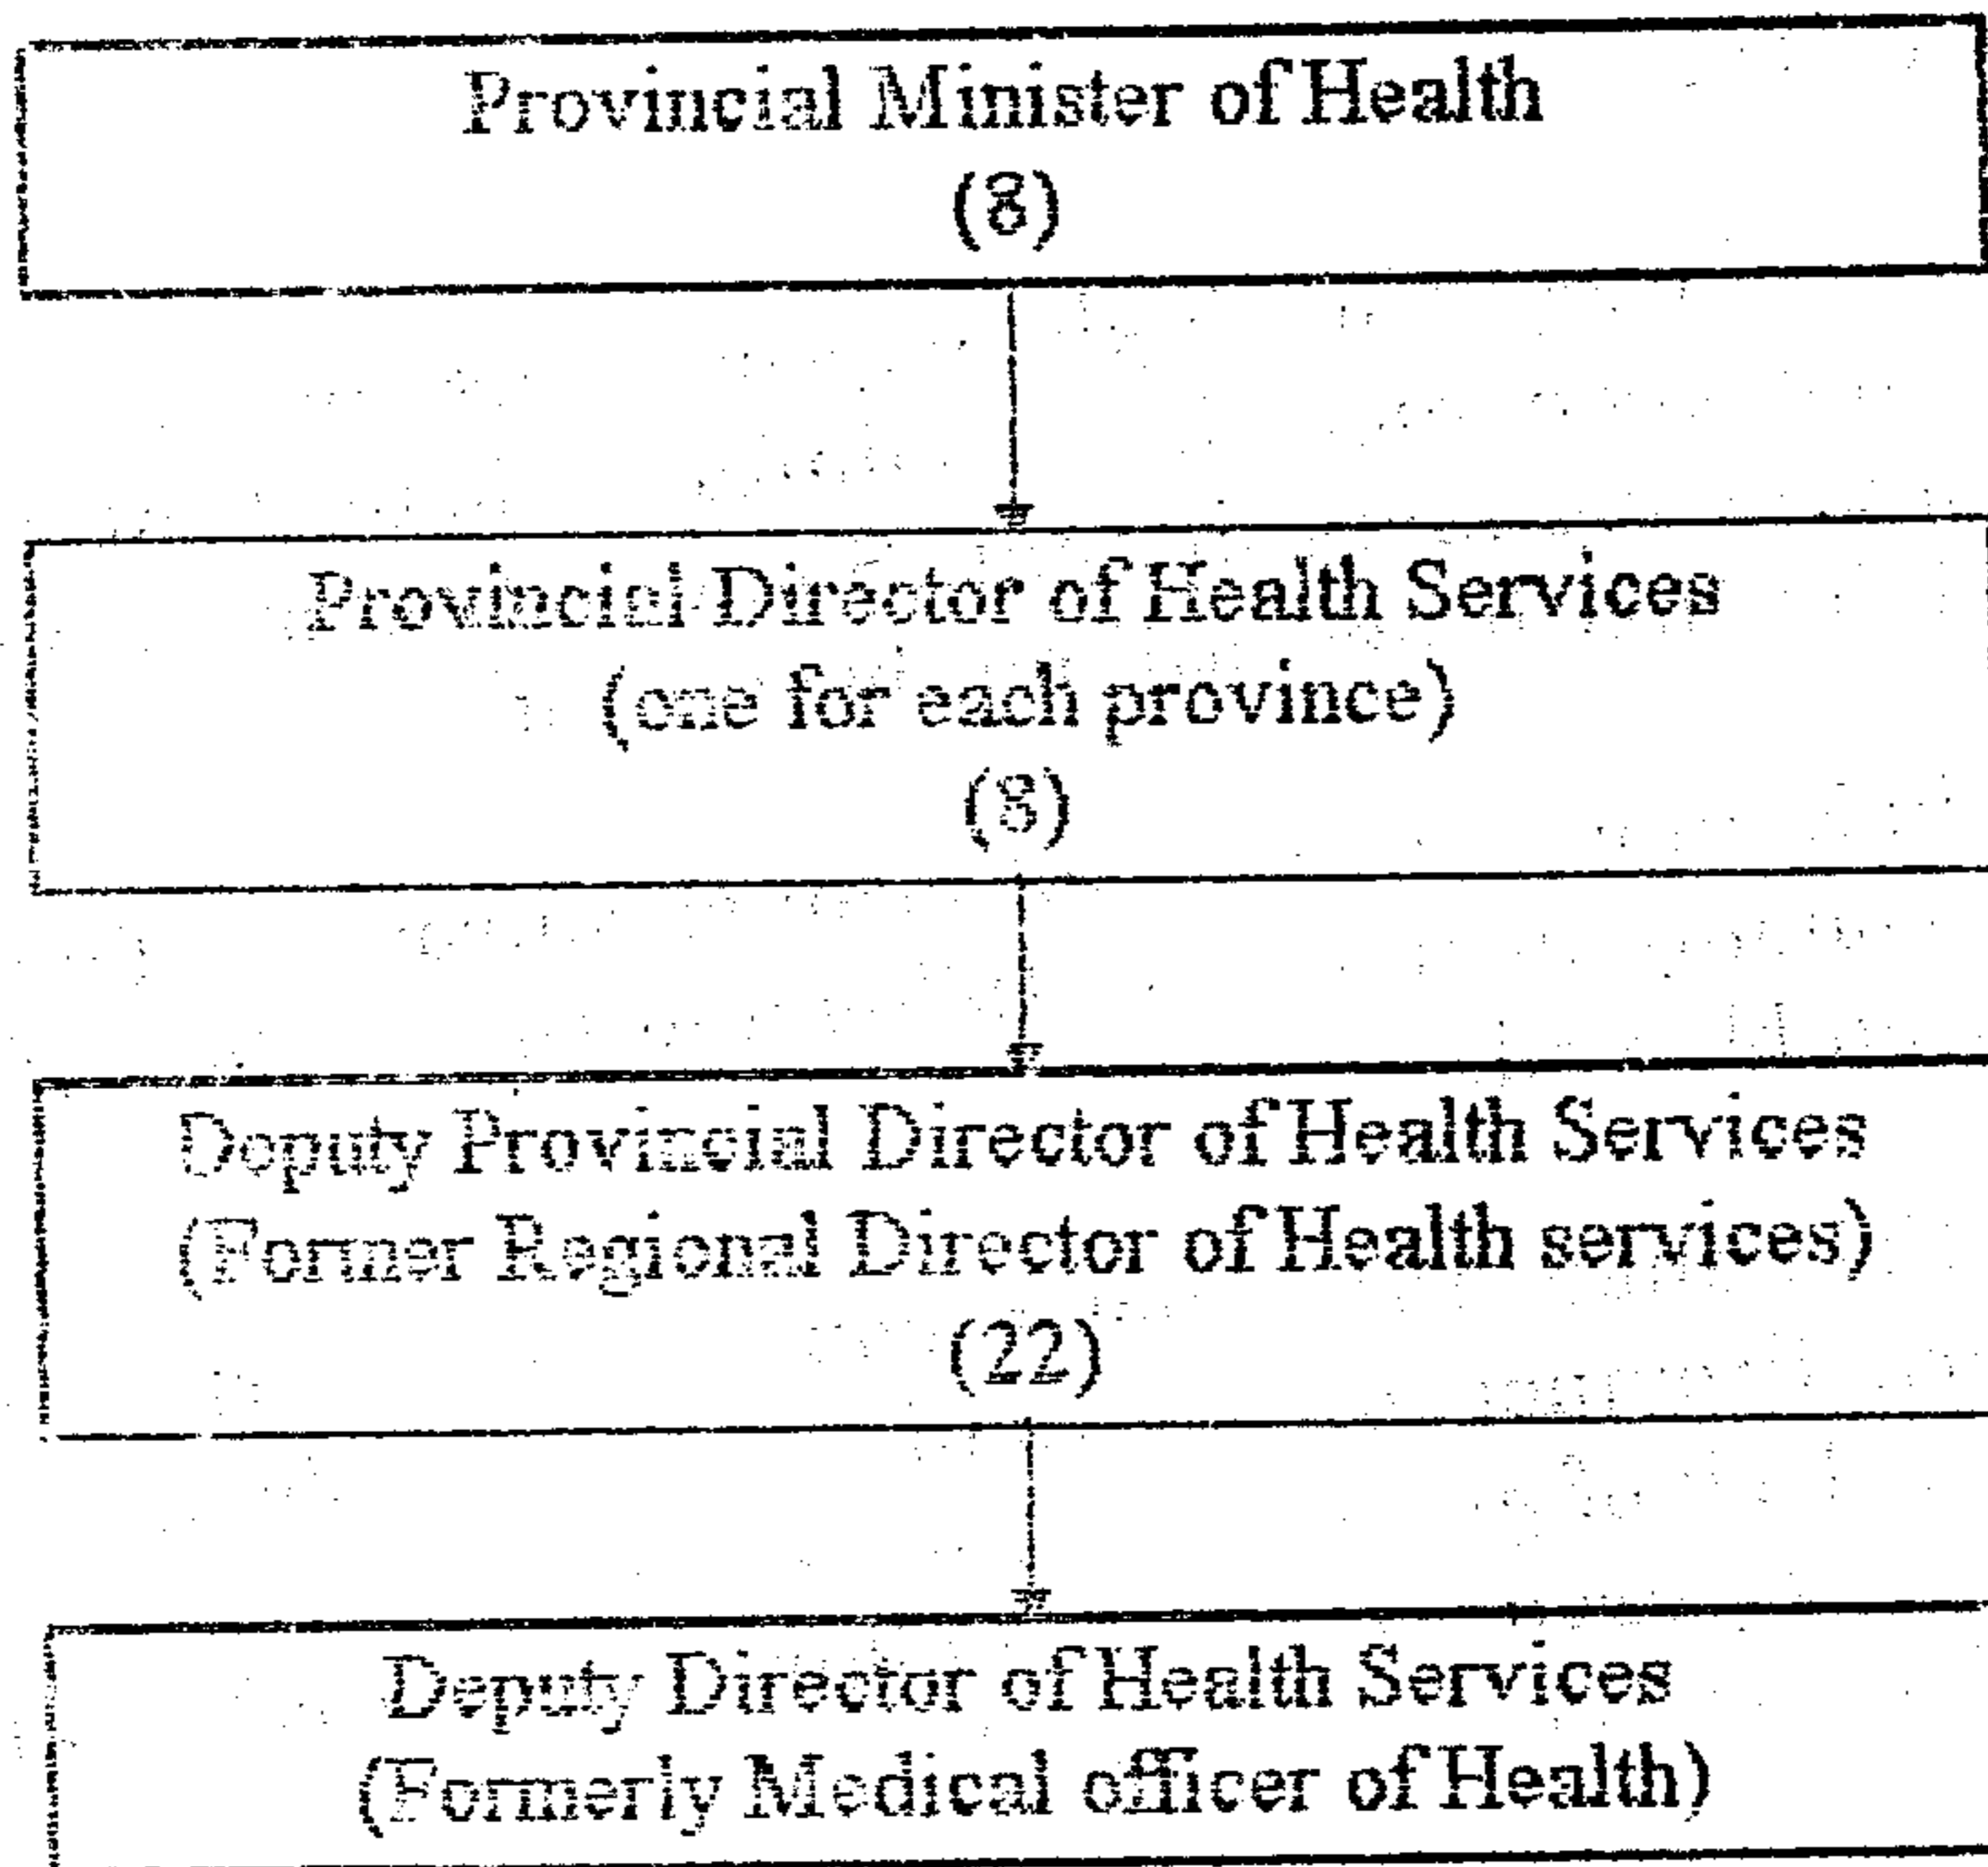 Provincial Minister of Health
(8)
Provincial Director of Health Services
(one for each province)
(8)
Deputy Provincial Director of Health Services
(Former Regional Director of Health services)
(22)
Deputy Director of Health Services
(Formerly Medical officer of Health)